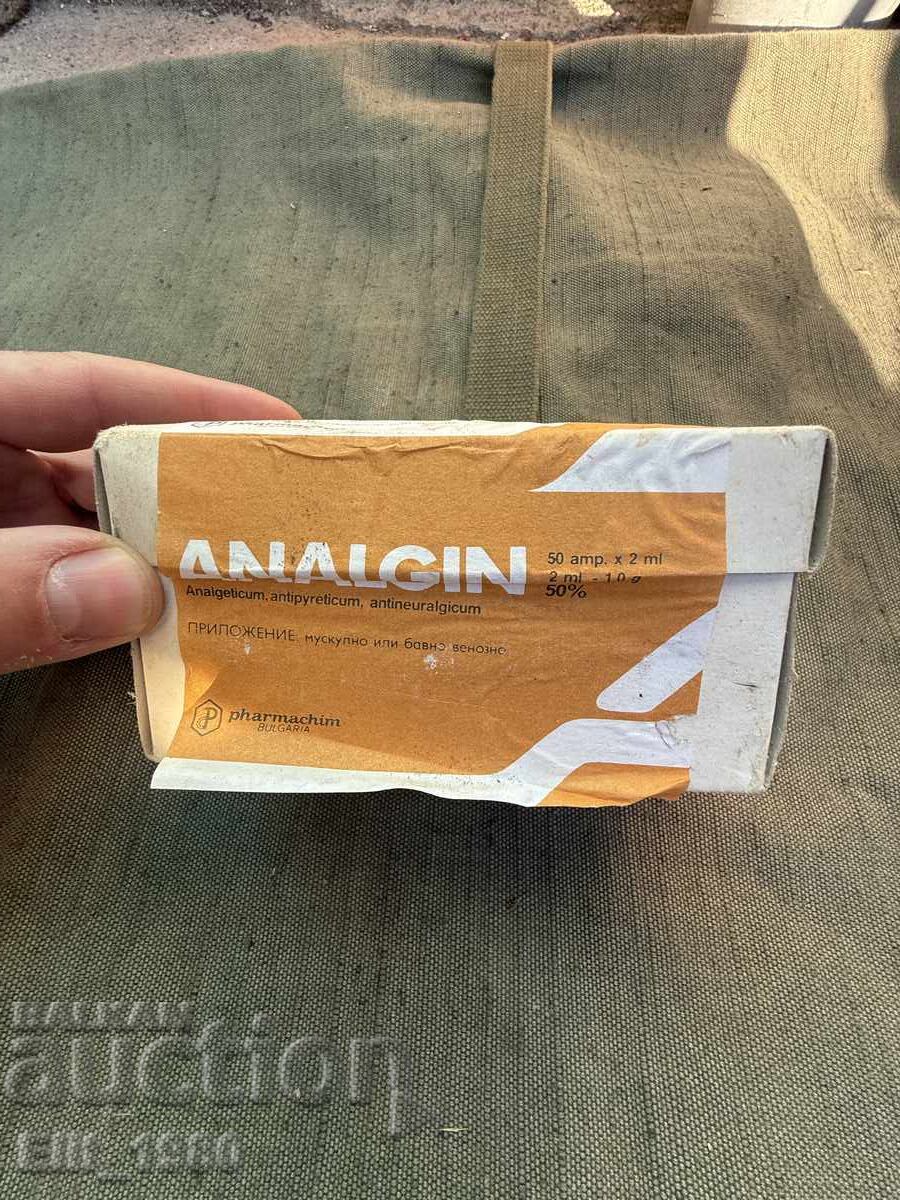 ANALGIN
50 amp. x 2 ml
2 ml - 1.0 g
50%
Analgeticum, antipyreticum, antineuralgicum
ПРИЛОЖЕНИЕ: мускулно или бавно венозно
pharmachim
BULGARIA
BALKAN
auction